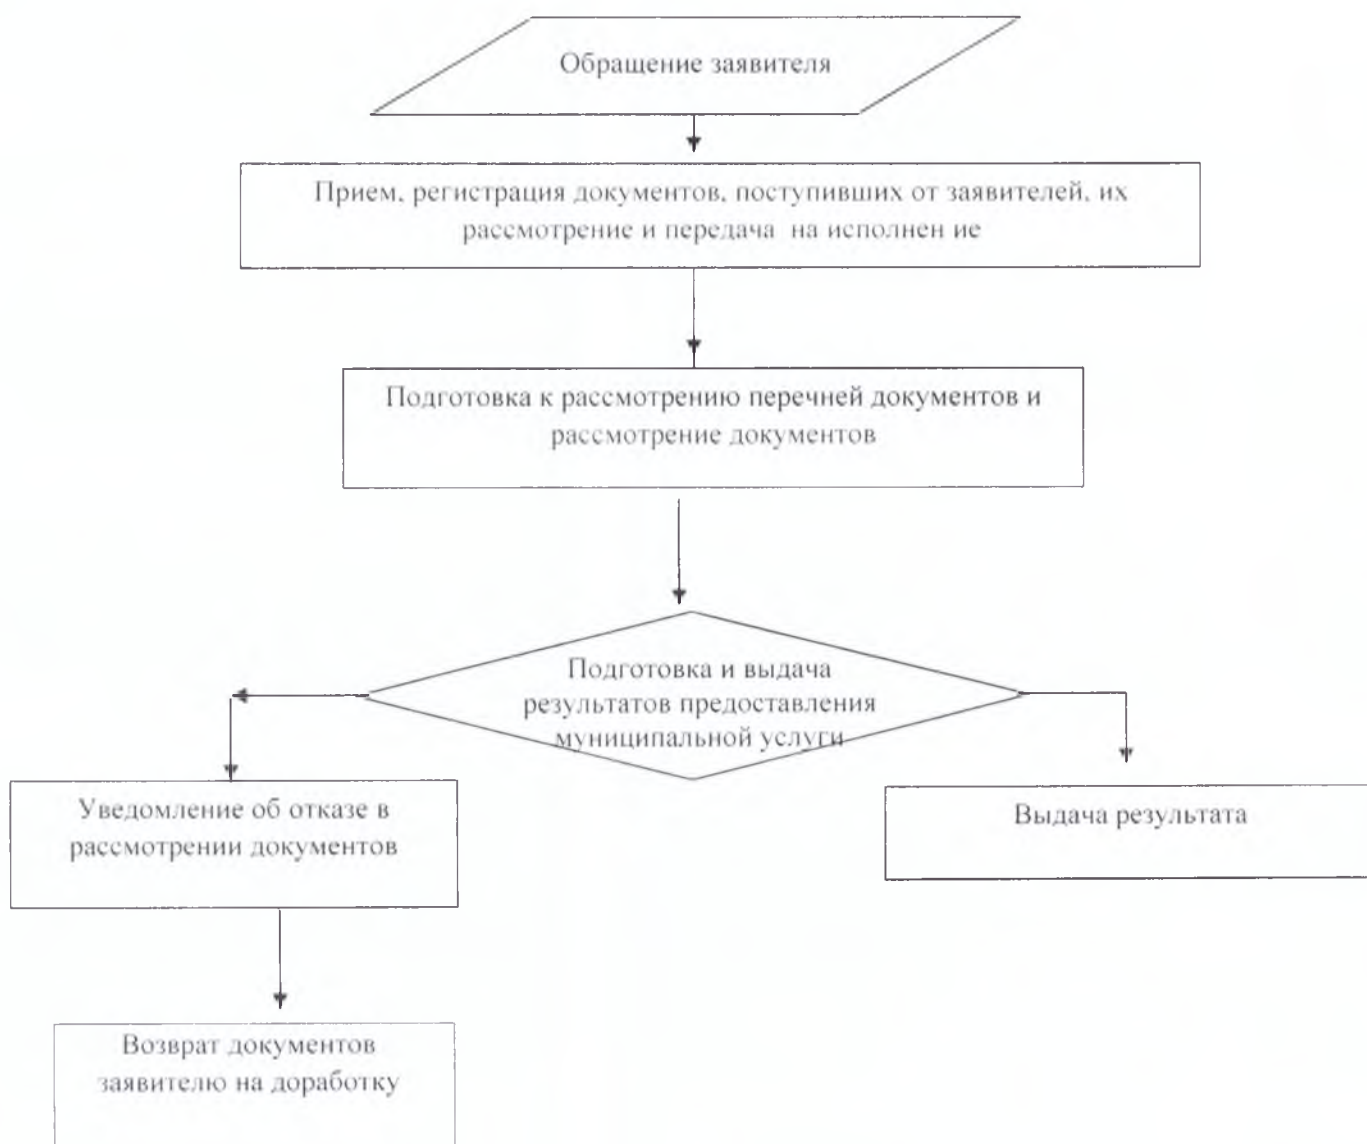 Обращение заявителя
Прием, регистрация документов, поступивших от заявителей, их
рассмотрение и передача на исполнен ие
Подготовка к рассмотрению перечней документов и
рассмотрение документов
Подготовка и выдача
результатов предоставления
муниципальной услуги
Уведомление об отказе в
рассмотрении документов
Выдача результата
Возврат документов
заявителю на доработку